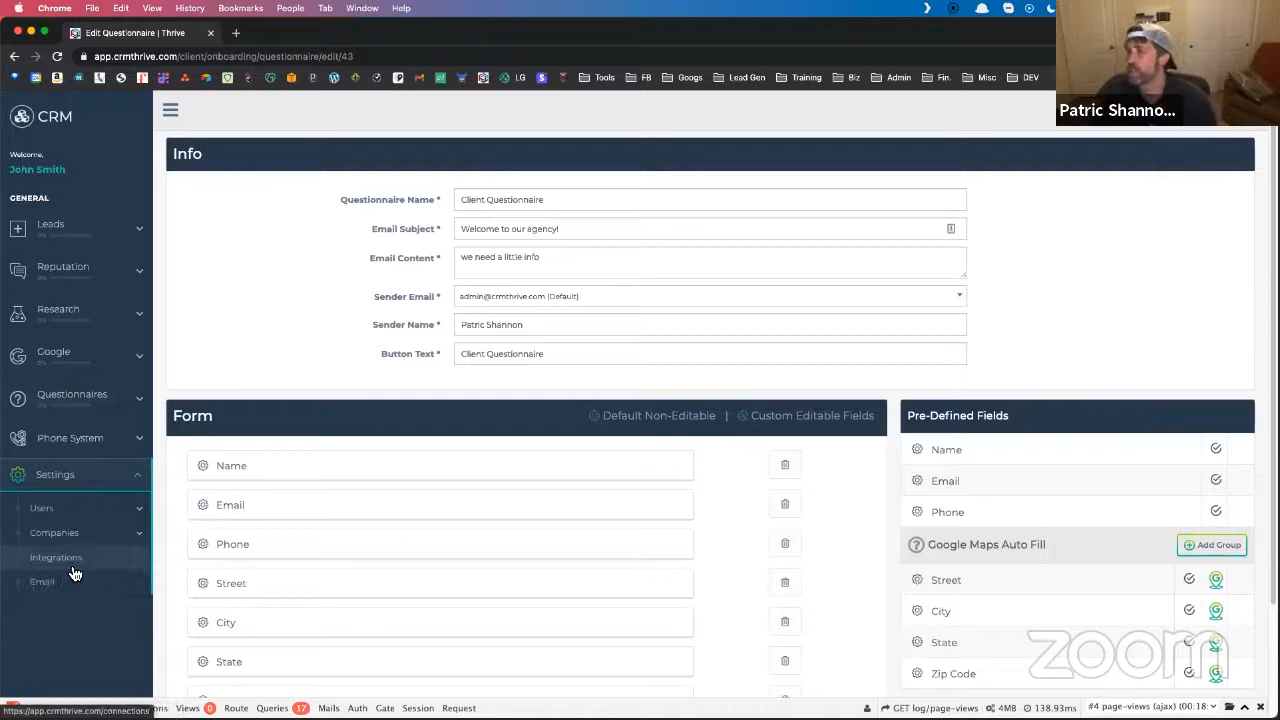 Chrome File Edit View History Bookmarks People Tab Window Help
Edit Questionnaire | Thrive
app.crmthrive.com/client/onboarding/questionnaire/edit/43
LG Tools FB Googs Lead Gen Training Admin Fin. Misc DEV
Patric Shanno...
CRM
Welcome,
John Smith
GENERAL
Leads
0%
Reputation
0%
Research
0%
Google
0%
Questionnaires
0%
Phone System
Settings
Users
Companies
Integrations
Email
Info
Questionnaire Name * Client Questionnaire
Email Subject * Welcome to our agency!
Email Content * we need a little info
Sender Email * admin@crmthrive.com (Default)
Sender Name * Patric Shannon
Button Text * Client Questionnaire
Form Default Non-Editable | Custom Editable Fields
Name
Email
Phone
Street
City
State
Pre-Defined Fields
Name
Email
Phone
Google Maps Auto Fill Add Group
Street
City
State
Zip Code
zoom
https://app.crmthrive.com/connections
Views 0 Route Queries 17 Mails Auth Gate Session Request GET log/page-views 4MB 138.93ms #4 page-views (ajax) (00:18: